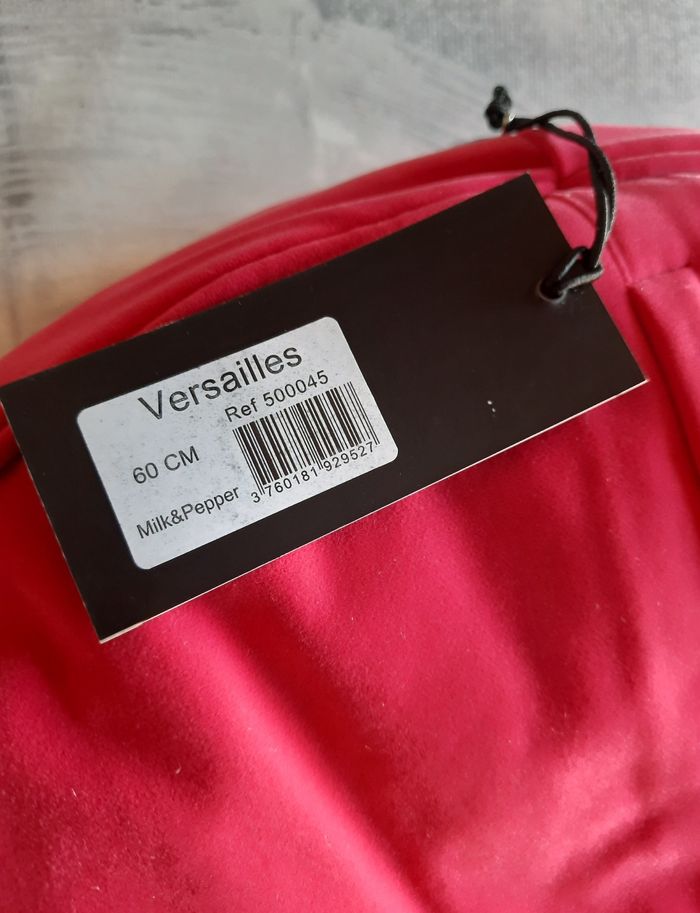 Versailles
Ref 500045
60 CM
3 760181 929527
Milk&Pepper